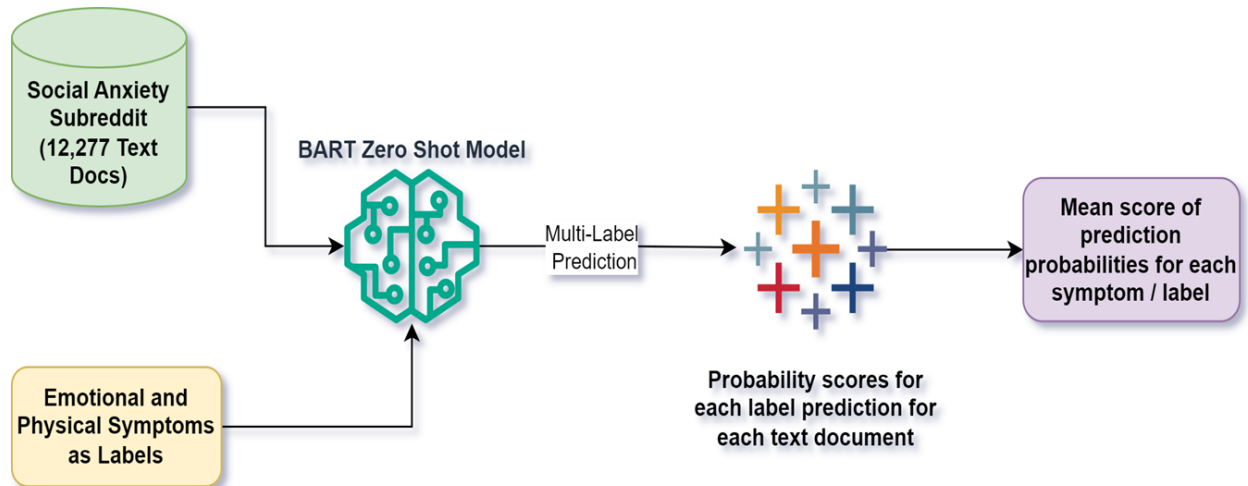 Social Anxiety
Subreddit
(12,277 Text
Docs)
BART Zero Shot Model
Multi-Label
Prediction
Mean score of
prediction
probabilities for each
symptom / label
Emotional and
Physical Symptoms
as Labels
Probability scores for
each label prediction for
each text document